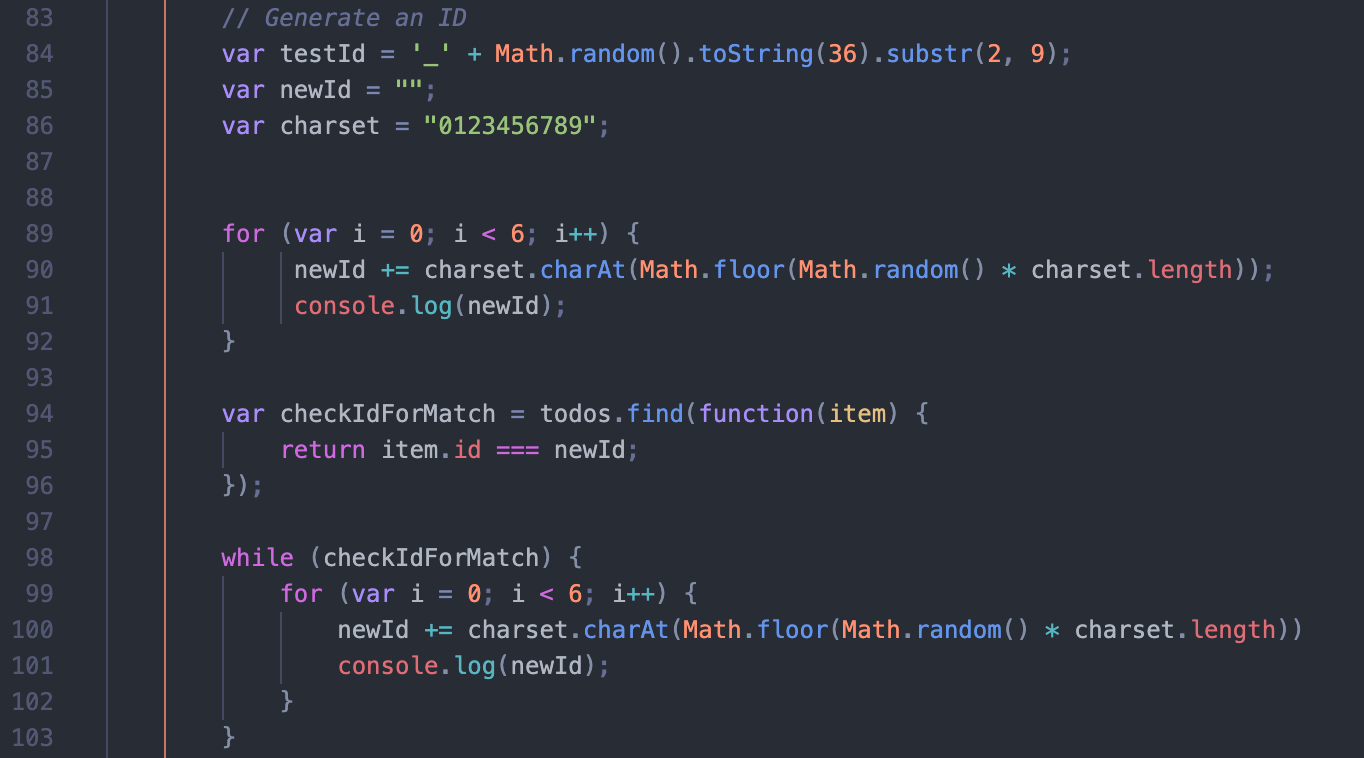 83 // Generate an ID
84 var testId = '_' + Math.random().toString(36).substr(2, 9);
85 var newId = "";
86 var charset = "0123456789";
87
88
89 for (var i = 0; i < 6; i++) {
90 newId += charset.charAt(Math.floor(Math.random() * charset.length));
91 console.log(newId);
92 }
93
94 var checkIdForMatch = todos.find(function(item) {
95 return item.id === newId;
96 });
97
98 while (checkIdForMatch) {
99 for (var i = 0; i < 6; i++) {
100 newId += charset.charAt(Math.floor(Math.random() * charset.length))
101 console.log(newId);
102 }
103 }